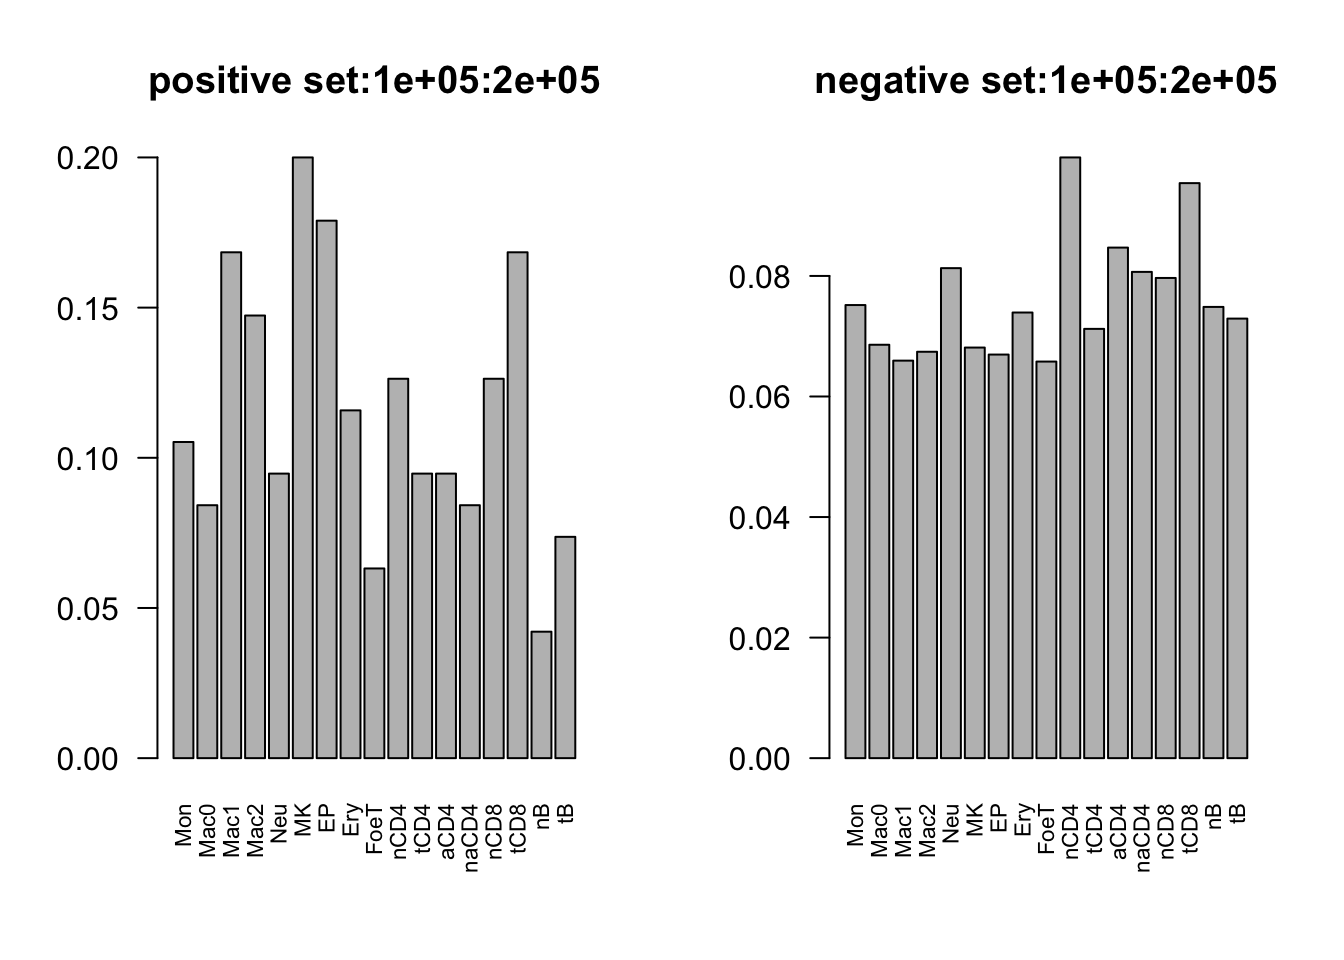 positive set:1e+05:2e+05
0.20
0.15
0.10
0.05
0.00
Mon
Mac0
Mac1
Mac2
Neu
MK
EP
Ery
FoeT
nCD4
tCD4
aCD4
naCD4
nCD8
tCD8
nB
tB
negative set:1e+05:2e+05
0.08
0.06
0.04
0.02
0.00
Mon
Mac0
Mac1
Mac2
Neu
MK
EP
Ery
FoeT
nCD4
tCD4
aCD4
naCD4
nCD8
tCD8
nB
tB